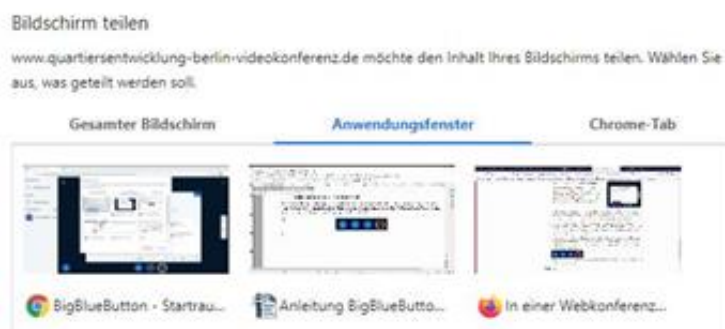 Bildschirm teilen
www.quartiersentwicklung-berlin-videokonferenz.de möchte den Inhalt Ihres Bildschirms teilen. Wählen Sie
aus, was geteilt werden soll.
Gesamter Bildschirm Anwendungsfenster Chrome-Tab
BigBlueButton - Startrau... Anleitung BigBlueButto... In einer Webkonferenz...